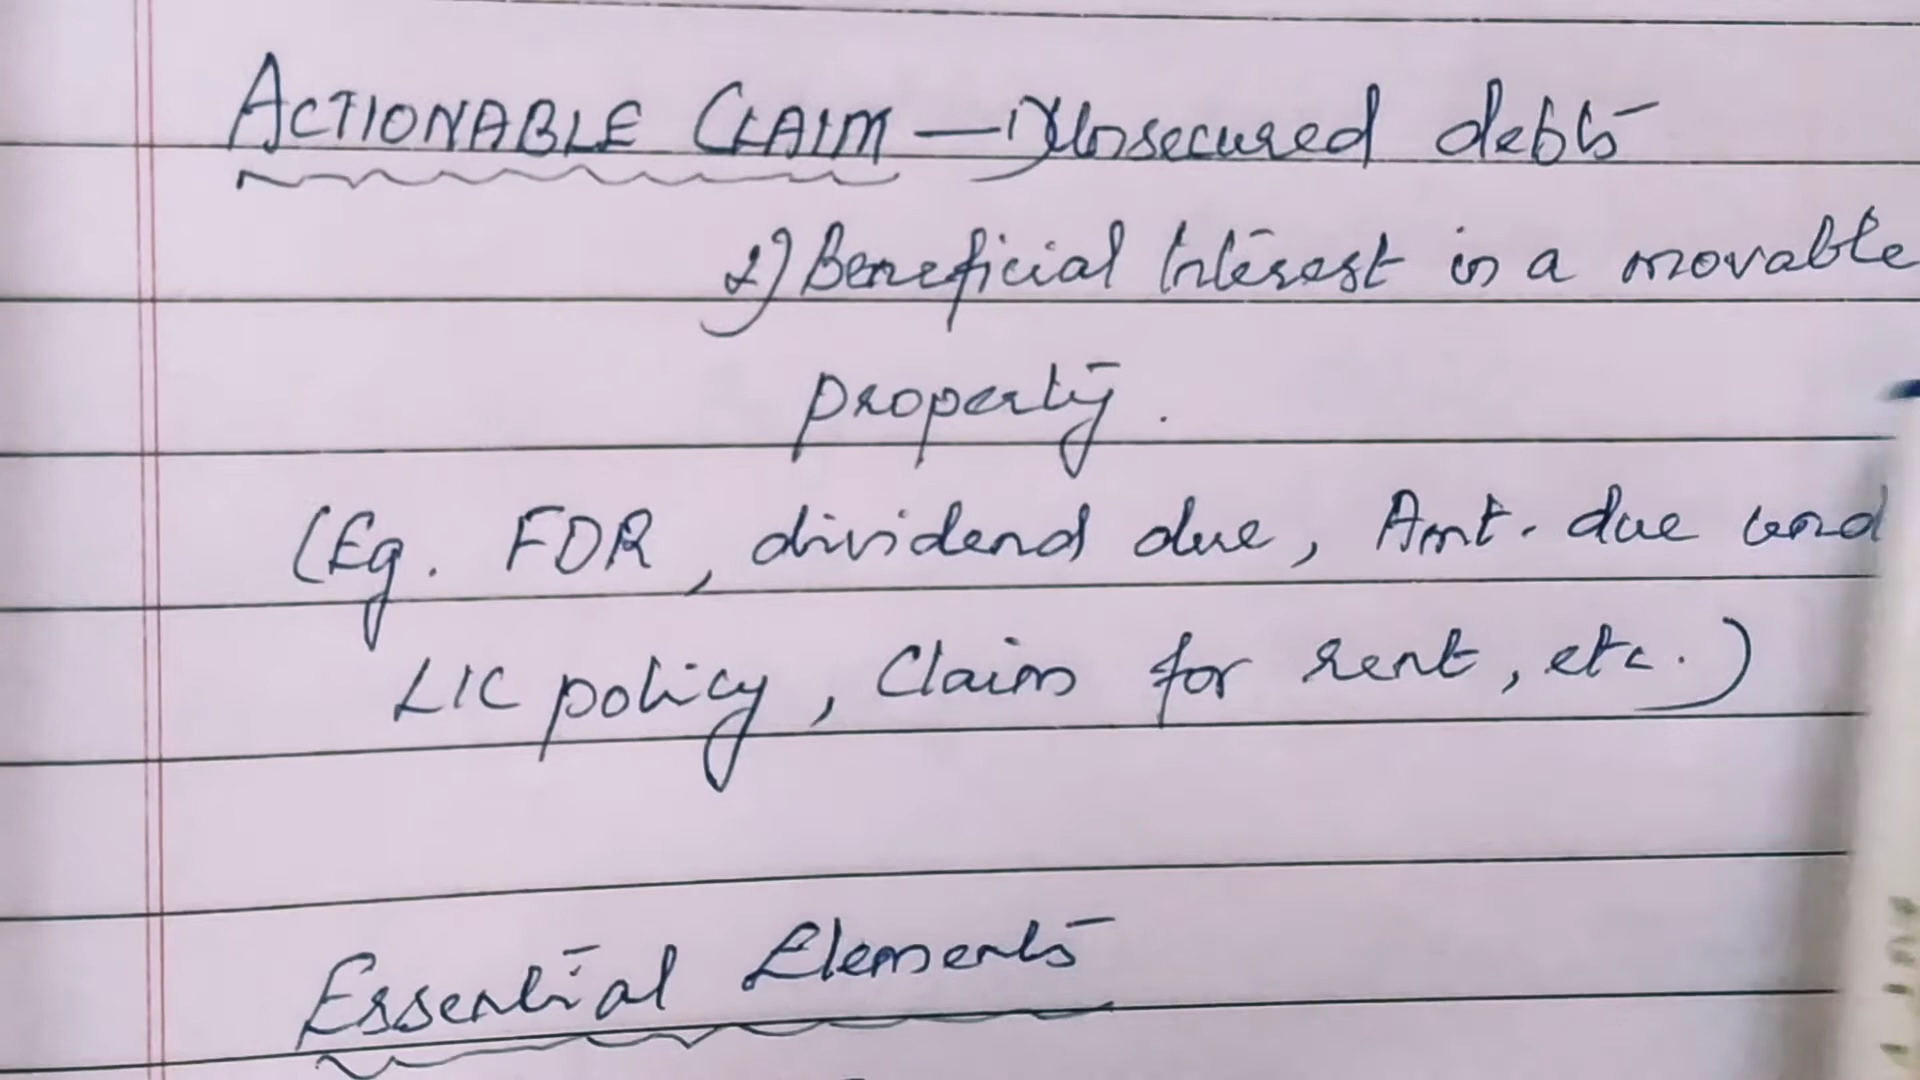 ACTIONABLE CLAIM — 1) Unsecured debts
2) Beneficial Interest in a movable
property.
(Eg. FDR, dividend due, Amt. due und
LIC policy, Claim for rent, etc.)
Essential Elements